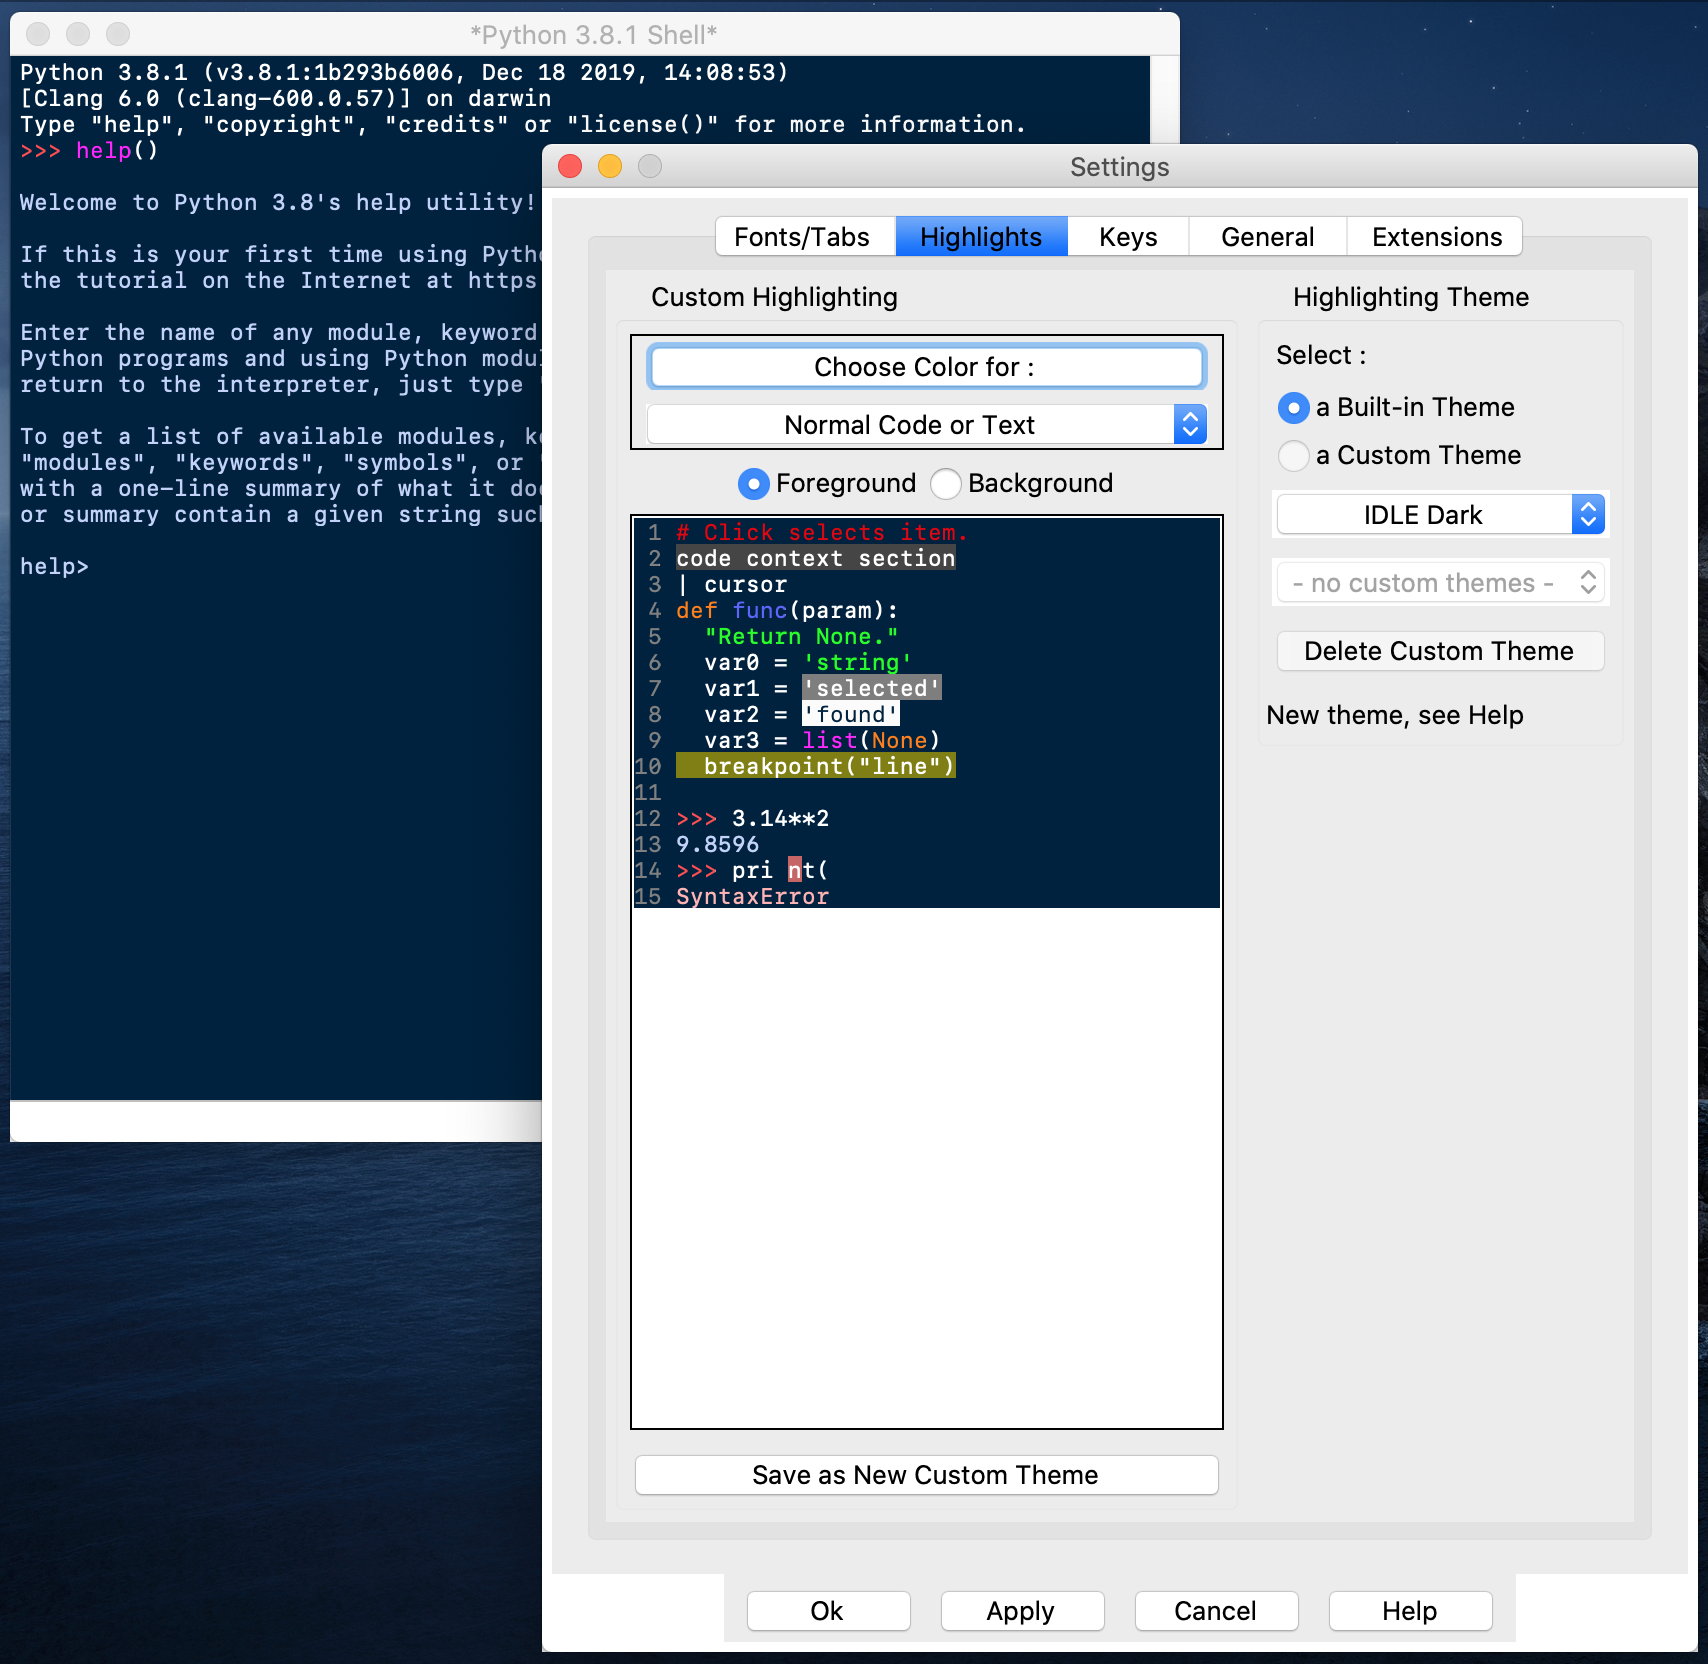 *Python 3.8.1 Shell*
Python 3.8.1 (v3.8.1:1b293b6006, Dec 18 2019, 14:08:53)
[Clang 6.0 (clang-600.0.57)] on darwin
Type "help", "copyright", "credits" or "license()" for more information.
>>> help()
Welcome to Python 3.8's help utility!
If this is your first time using
the tutorial on the Internet at https
Enter the name of any module, keyword
Python programs and using Python
return to the interpreter, just type
To get a list of available modules,
"modules", "keywords", "symbols", or
with a one-line summary of what it
or summary contain a given string
help>
Settings
Fonts/Tabs Highlights Keys General Extensions
Custom Highlighting
Choose Color for :
Normal Code or Text
Foreground Background
1 # Click selects item.
2 code context section
3 | cursor
4 def func(param):
5   "Return None."
6   var0 = 'string'
7   var1 = 'selected'
8   var2 = 'found'
9   var3 = list(None)
10   breakpoint("line")
11
12 >>> 3.14**2
13 9.8596
14 >>> pri nt(
15 SyntaxError
Save as New Custom Theme
Highlighting Theme
Select :
a Built-in Theme
a Custom Theme
IDLE Dark
- no custom themes -
Delete Custom Theme
New theme, see Help
Ok Apply Cancel Help